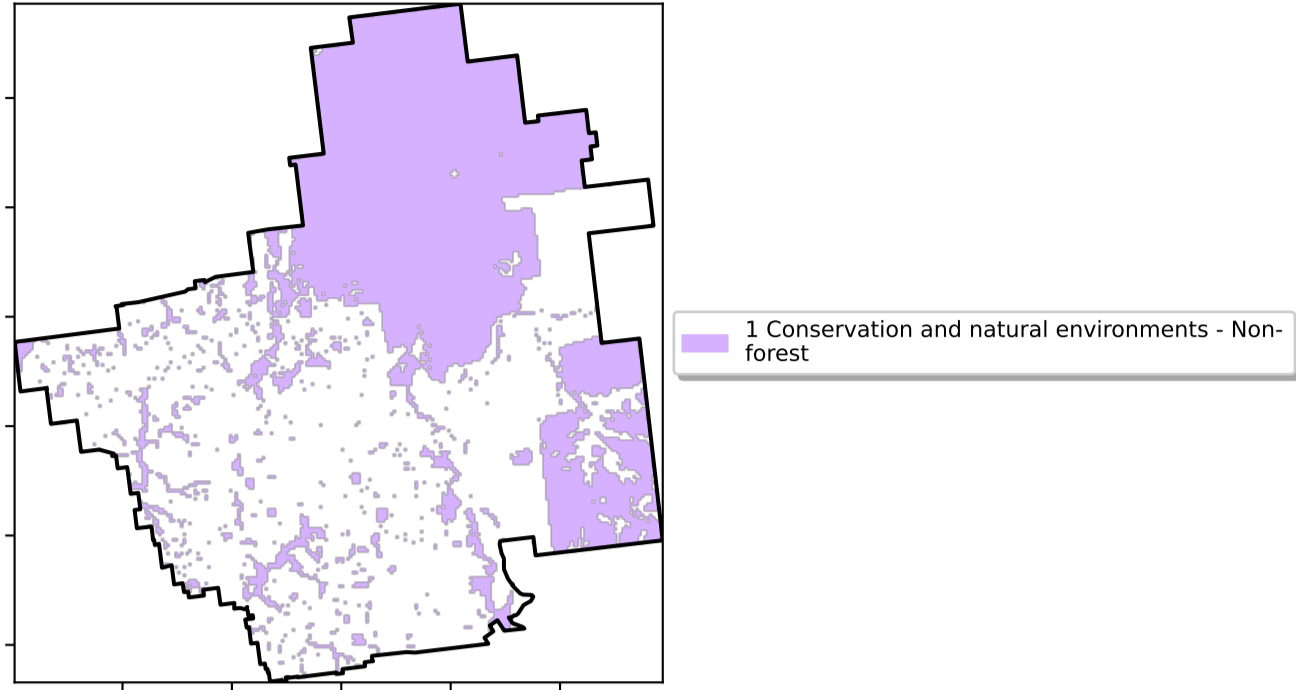 1 Conservation and natural environments - Non-
forest